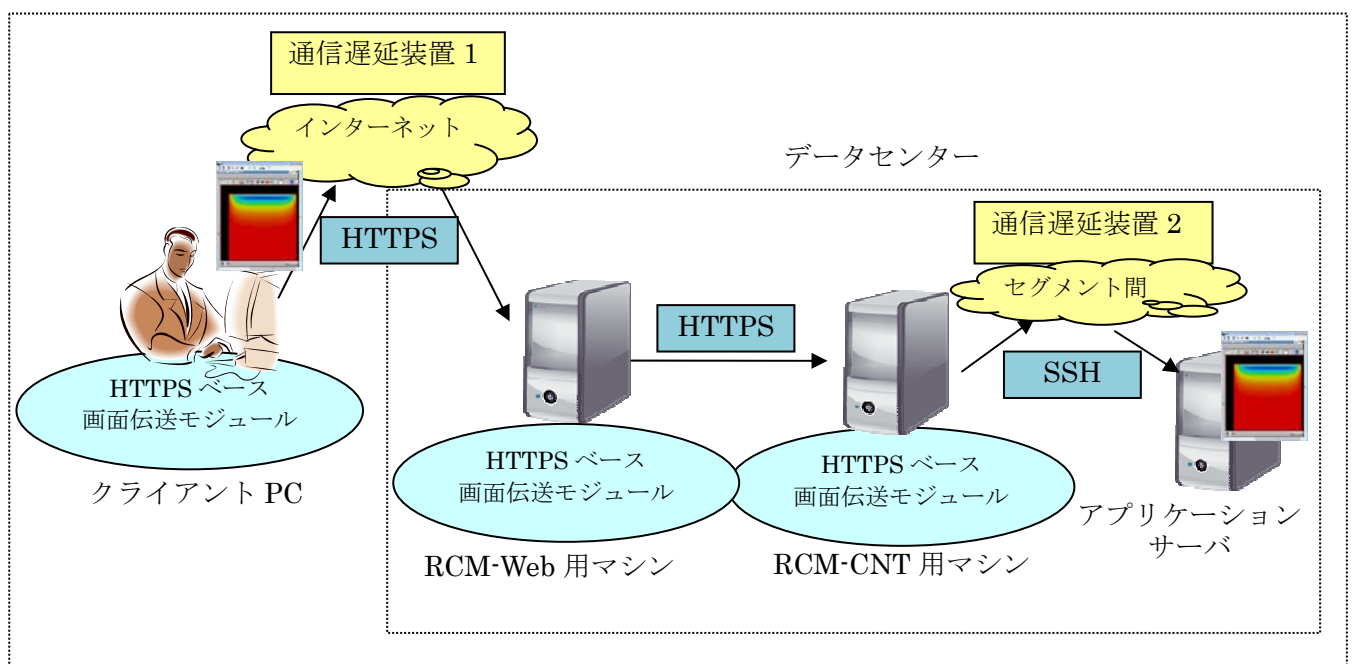 通信遅延装置 1
インターネット
データセンター
HTTPS
通信遅延装置 2
セグメント間
HTTPS
SSH
HTTPS ベース
画面伝送モジュール
クライアント PC
HTTPS ベース
画面伝送モジュール
RCM-Web 用マシン
HTTPS ベース
画面伝送モジュール
RCM-CNT 用マシン
アプリケーション
サーバ